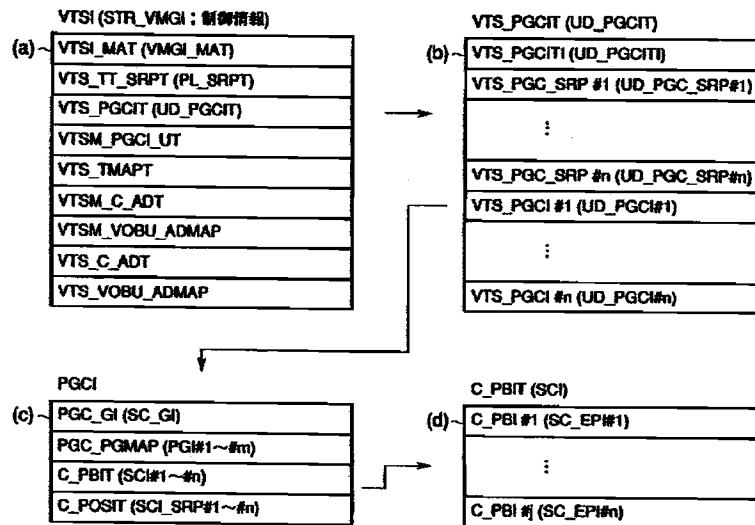 VTSI (STR_VMGI ; 制御情報)
(a)
VTSI_MAT (VMGI_MAT)
VTS_TT_SRPT (PL_SRPT)
VTS_PGCIT (UD_PGCIT)
VTSM_PGCI_UT
VTS_TMAPT
VTSM_C_ADT
VTSM_VOBU_ADMAP
VTS_C_ADT
VTS_VOBU_ADMAP
VTS_PGCIT (UD_PGCIT)
(b)
VTS_PGCITI (UD_PGCITI)
VTS_PGC_SRP #1 (UD_PGC_SRP#1)
⋮
VTS_PGC_SRP #n (UD_PGC_SRP#n)
VTS_PGCI #1 (UD_PGCI#1)
⋮
VTS_PGCI #n (UD_PGCI#n)
PGCI
(c)
PGC_GI (SC_GI)
PGC_PGMAP (PGI#1～#m)
C_PBIT (SCI#1～#n)
C_POSIT (SCI_SRP#1～#n)
C_PBIT (SCI)
(d)
C_PBI #1 (SC_EPI#1)
⋮
C_PBI #j (SC_EPI#n)